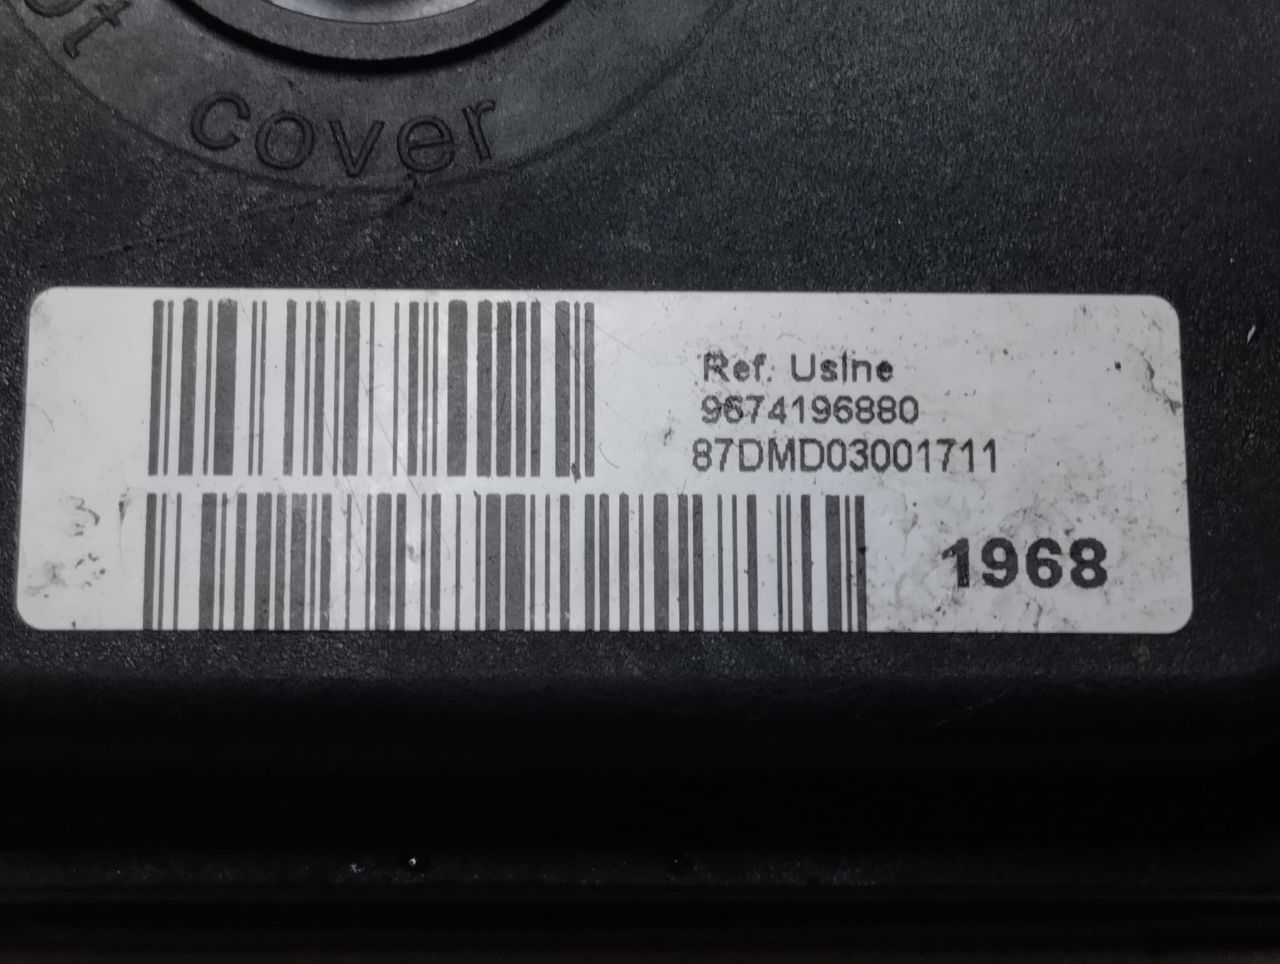 cover
Ref. Usine
9674196880
87DMD03001711
1968